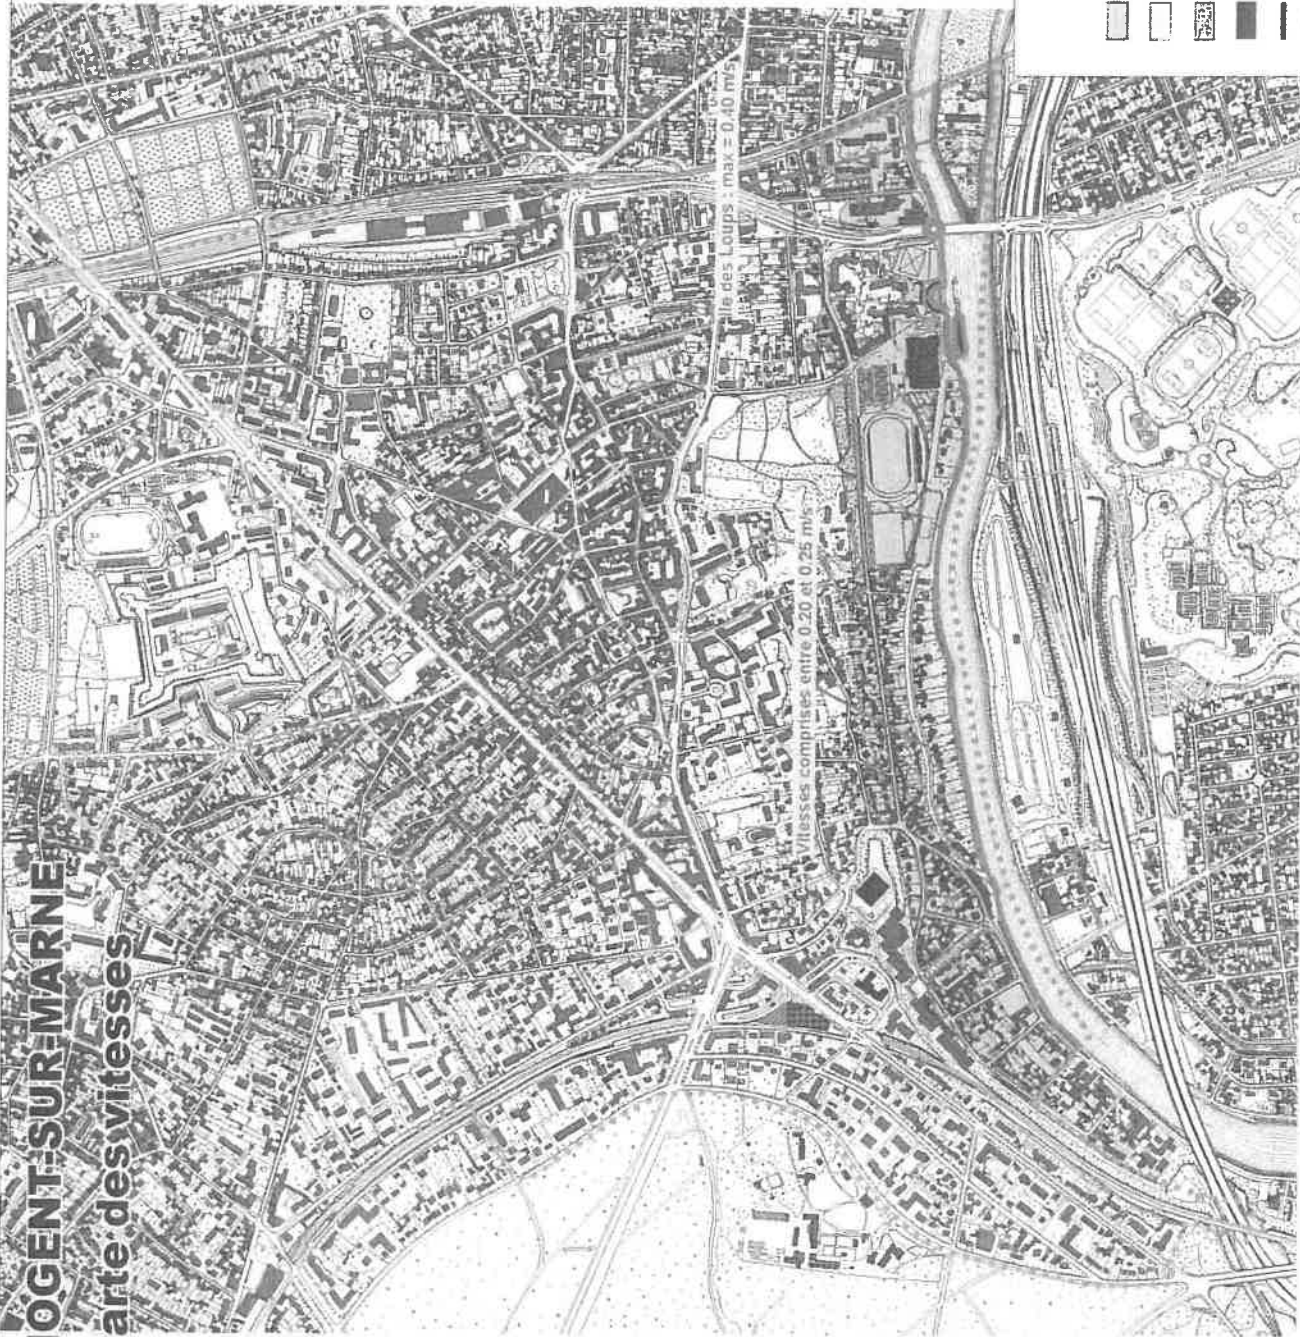 OGENT-SUR-MARNE
arte des vitesses
Ile des Loups max = 0.40 m/s
Vitesses comprises entre 0.20 et 0.25 m/s